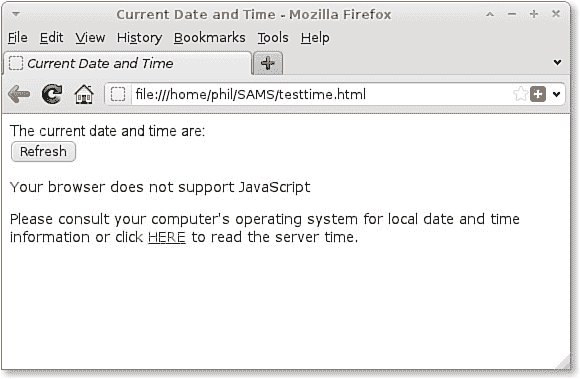 Current Date and Time - Mozilla Firefox
File Edit View History Bookmarks Tools Help
Current Date and Time
file:///home/phil/SAMS/testtime.html
The current date and time are:
Refresh
Your browser does not support JavaScript
Please consult your computer's operating system for local date and time
information or click HERE to read the server time.